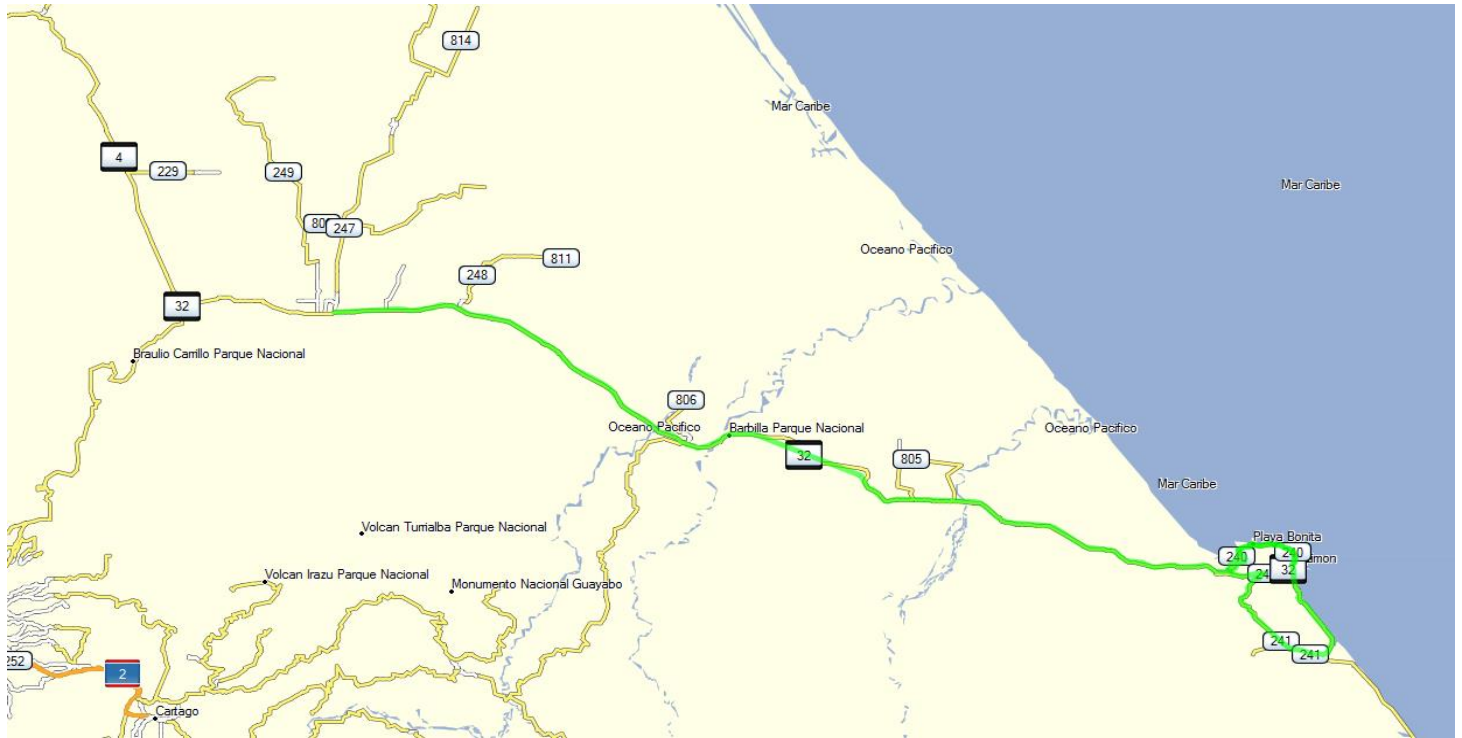 814
Mar Caribe
4
229
249
Mar Caribe
247
Oceano Pacifico
248
811
32
Braulio Carrillo Parque Nacional
806
Oceano Pacifico
Barbilla Parque Nacional
Oceano Pacifico
32
805
Mar Caribe
Volcan Turrialba Parque Nacional
Playa Bonita
240
240
32
Volcan Irazu Parque Nacional
Monumento Nacional Guayabo
241
241
252
2
Cartago